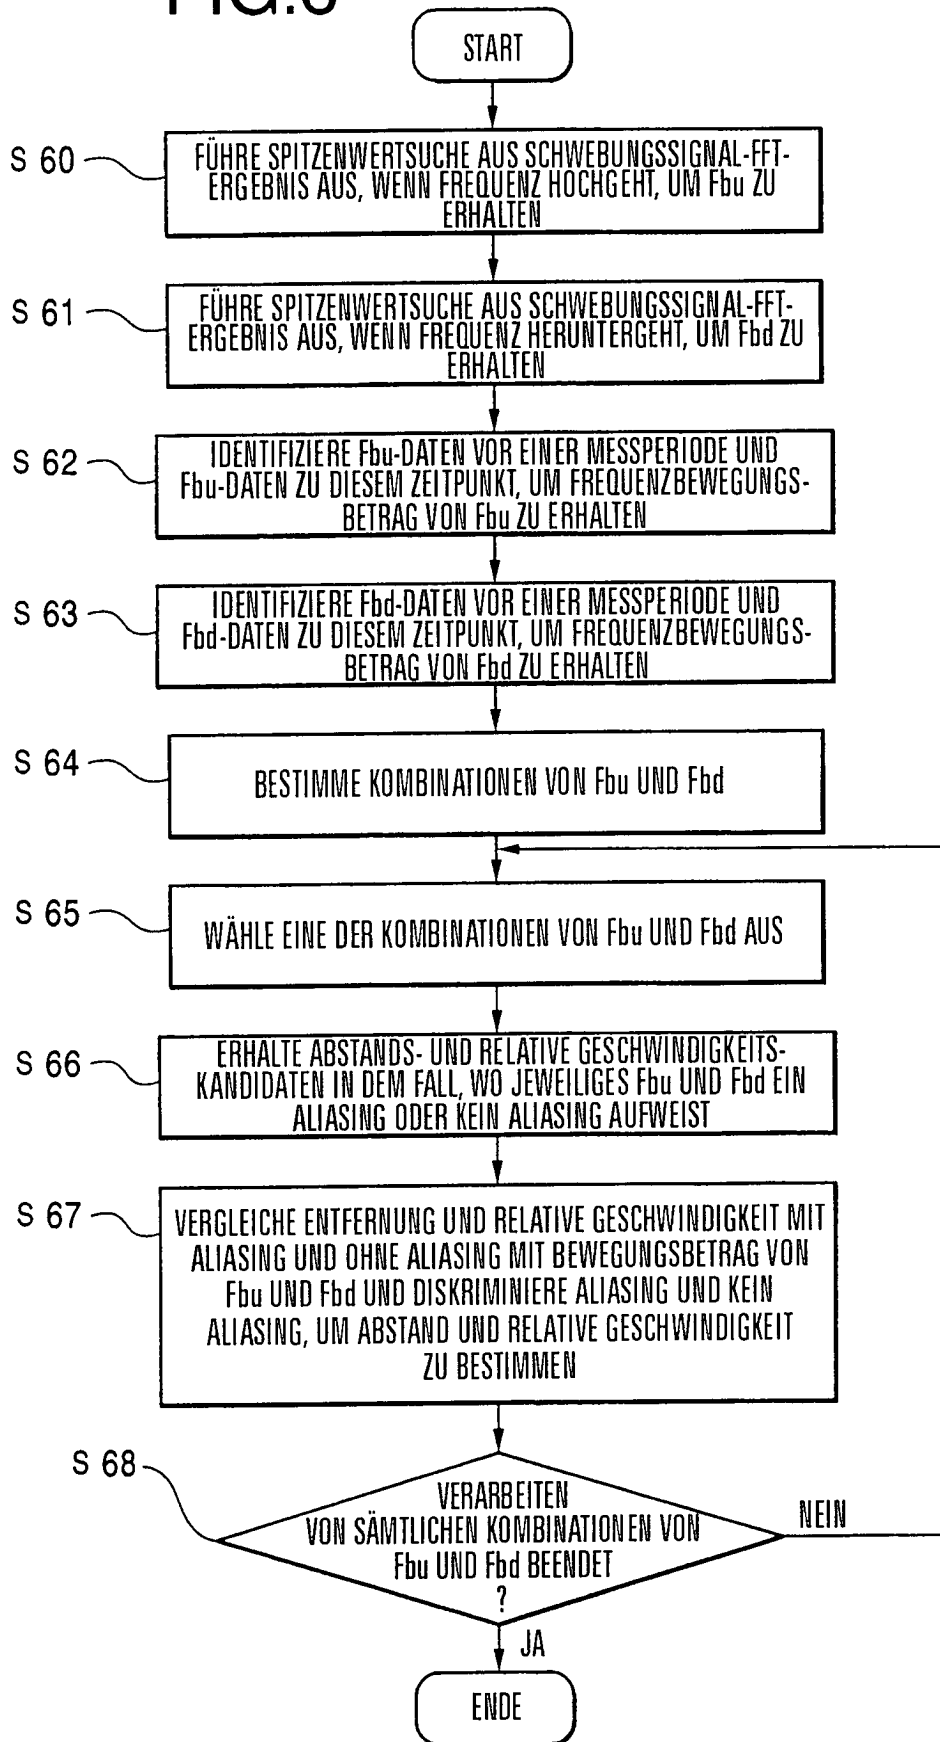 START
S 60
FÜHRE SPITZENWERTSUCHE AUS SCHWEBUNGSSIGNAL-FFT-
ERGEBNIS AUS, WENN FREQUENZ HOCHGEHT, UM Fbu ZU
ERHALTEN
S 61
FÜHRE SPITZENWERTSUCHE AUS SCHWEBUNGSSIGNAL-FFT-
ERGEBNIS AUS, WENN FREQUENZ HERUNTERGEHT, UM Fbd ZU
ERHALTEN
S 62
IDENTIFIZIERE Fbu-DATEN VOR EINER MESSPERIODE UND
Fbu-DATEN ZU DIESEM ZEITPUNKT, UM FREQUENZBEWEGUNGS-
BETRAG VON Fbu ZU ERHALTEN
S 63
IDENTIFIZIERE Fbd-DATEN VOR EINER MESSPERIODE UND
Fbd-DATEN ZU DIESEM ZEITPUNKT, UM FREQUENZBEWEGUNGS-
BETRAG VON Fbd ZU ERHALTEN
S 64
BESTIMME KOMBINATIONEN VON Fbu UND Fbd
S 65
WÄHLE EINE DER KOMBINATIONEN VON Fbu UND Fbd AUS
S 66
ERHALTE ABSTANDS- UND RELATIVE GESCHWINDIGKEITS-
KANDIDATEN IN DEM FALL, WO JEWEILIGES Fbu UND Fbd EIN
ALIASING ODER KEIN ALIASING AUFWEIST
S 67
VERGLEICHE ENTFERNUNG UND RELATIVE GESCHWINDIGKEIT MIT
ALIASING UND OHNE ALIASING MIT BEWEGUNGSBETRAG VON
Fbu UND Fbd UND DISKRIMINIERE ALIASING UND KEIN
ALIASING, UM ABSTAND UND RELATIVE GESCHWINDIGKEIT
ZU BESTIMMEN
S 68
VERARBEITEN
VON SÄMTLICHEN KOMBINATIONEN VON
Fbu UND Fbd BEENDET
?
NEIN
JA
ENDE